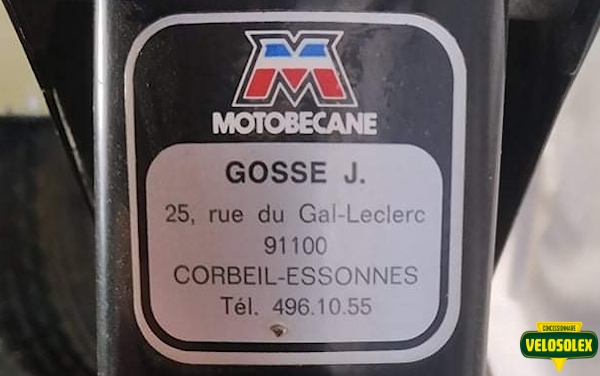 MOTOBECANE
GOSSE J.
25, rue du Gal-Leclerc
91100
CORBEIL-ESSONNES
Tél. 496.10.55
CONCESSIONNAIRE
VELOSOLEX